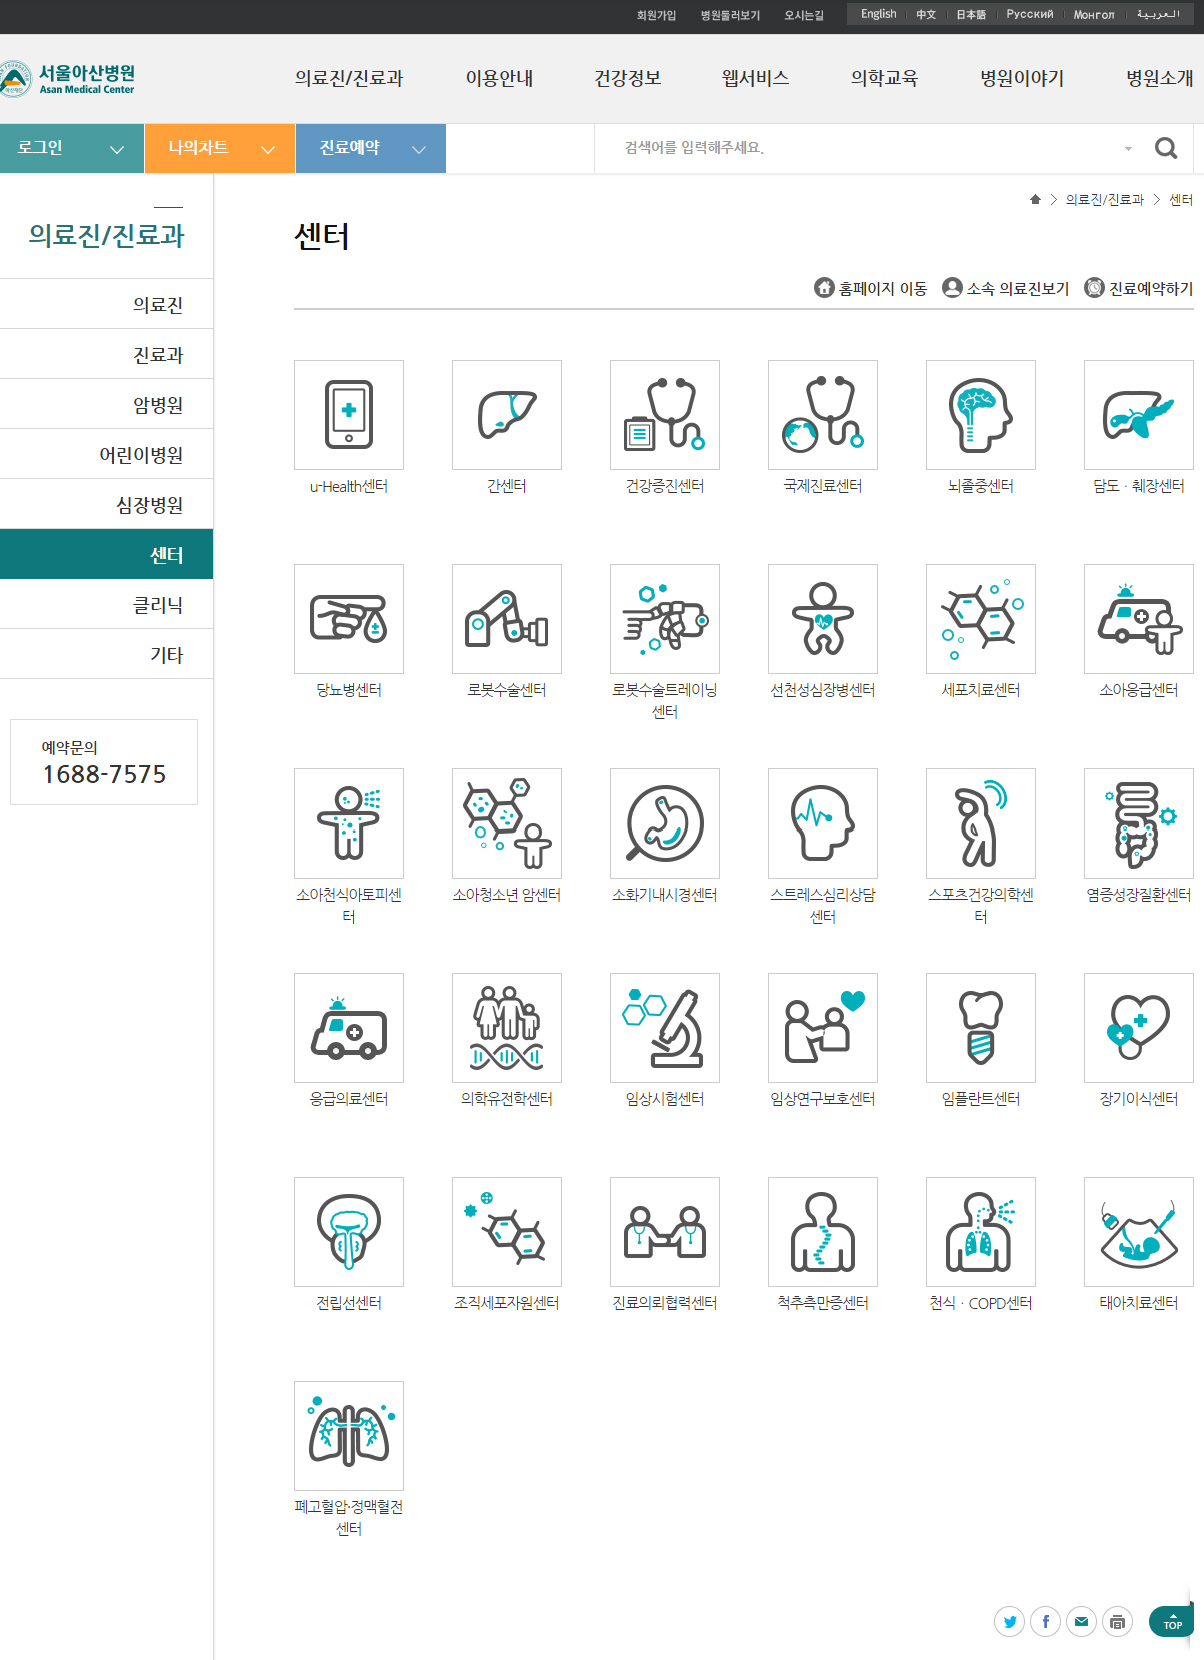 회원가입 병원둘러보기 오시는길 English 中文 日本語 Русский Монгол العربية
서울아산병원
Asan Medical Center
의료진/진료과 이용안내 건강정보 웹서비스 의학교육 병원이야기 병원소개
로그인 나의차트 진료예약 검색어를 입력해주세요.
의료진/진료과 > 센터
의료진/진료과
센터
홈페이지 이동 소속 의료진보기 진료예약하기
의료진
진료과
암병원
어린이병원
심장병원
센터
클리닉
기타
예약문의
1688-7575
u-Health센터 간센터 건강증진센터 국제진료센터 뇌졸중센터 담도 · 췌장센터
당뇨병센터 로봇수술센터 로봇수술트레이닝 선천성심장병센터 세포치료센터 소아응급센터
센터
소아천식아토피센 소아청소년 암센터 소화기내시경센터 스트레스심리상담 스포츠건강의학센 염증성장질환센터
터 센터 터
응급의료센터 의학유전학센터 임상시험센터 임상연구보호센터 임플란트센터 장기이식센터
전립선센터 조직세포자원센터 진료의뢰협력센터 척추측만증센터 천식 · COPD센터 태아치료센터
폐고혈압·정맥혈전
센터
TOP